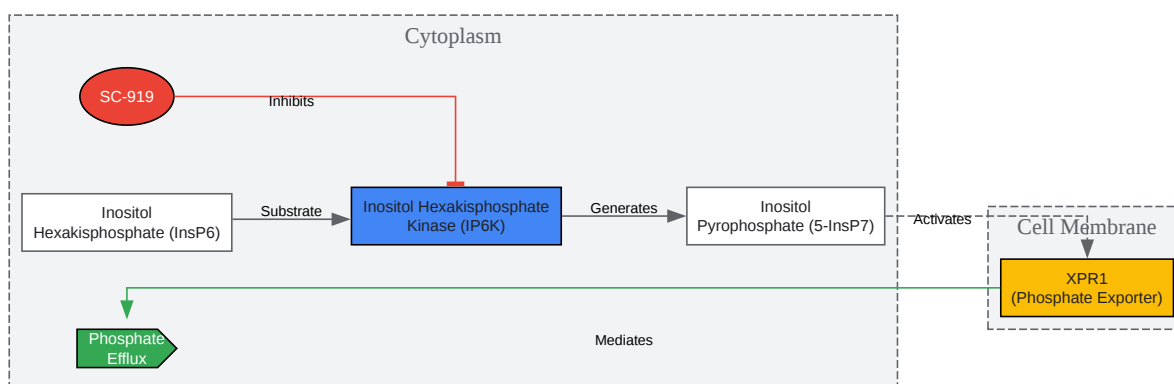 Cytoplasm
SC-919
Inhibits
Inositol
Hexakisphosphate (InsP6)
Substrate
Inositol Hexakisphosphate
Kinase (IP6K)
Generates
Inositol
Pyrophosphate (5-InsP7)
Activates
Cell Membrane
XPR1
(Phosphate Exporter)
Phosphate
Efflux
Mediates